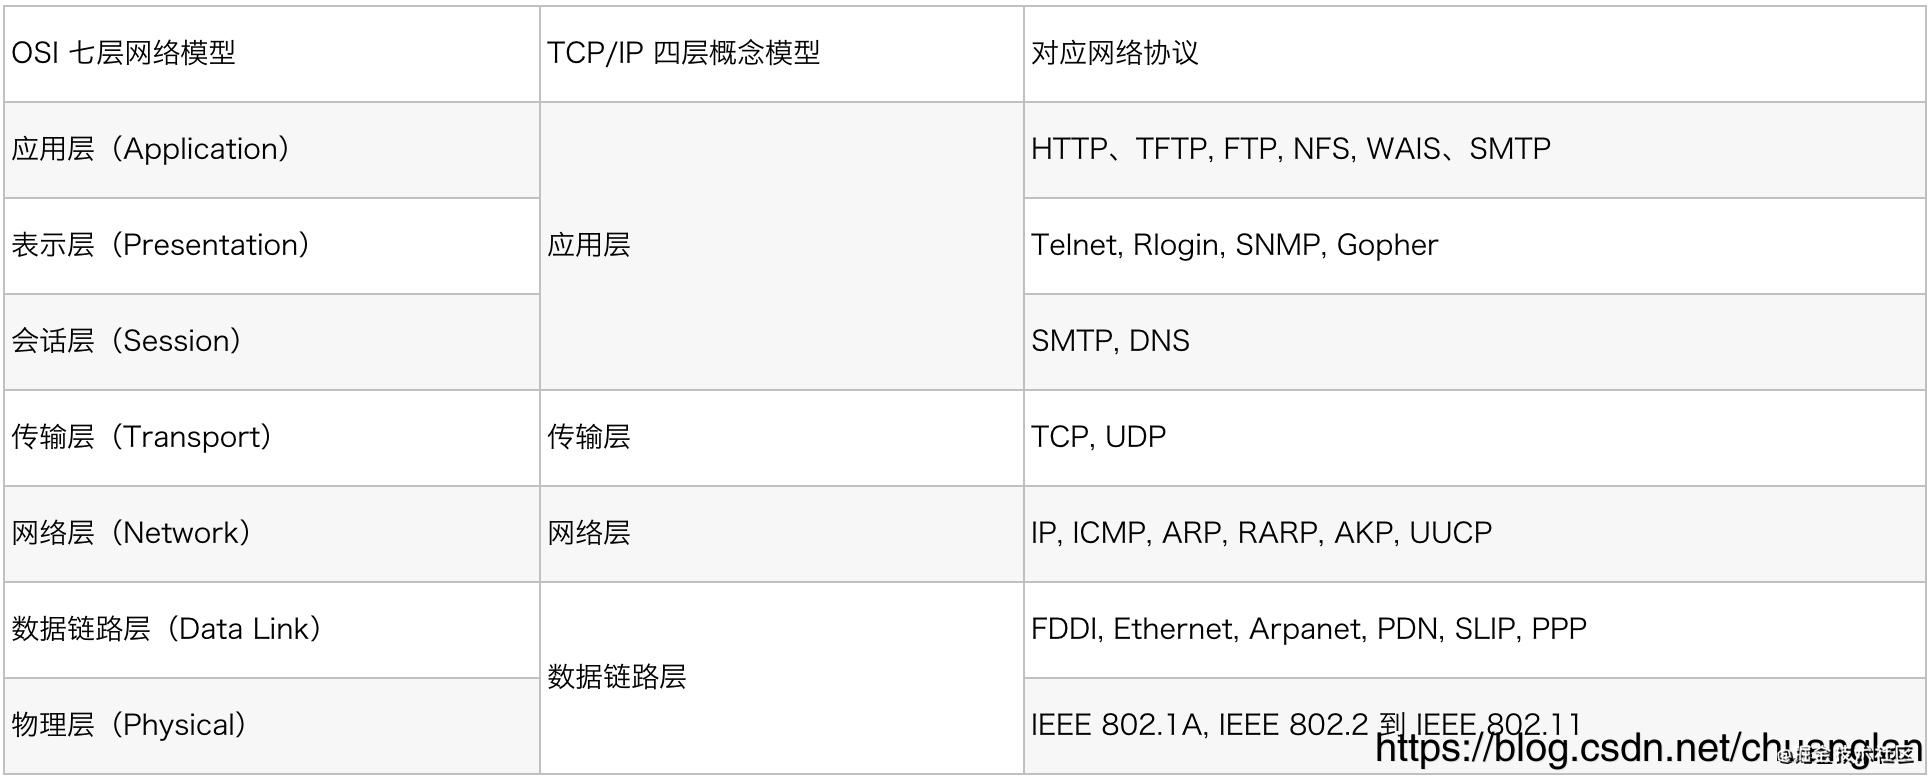 OSI 七层网络模型 TCP/IP 四层概念模型 对应网络协议
应用层（Application） HTTP、TFTP, FTP, NFS, WAIS、SMTP
表示层（Presentation） 应用层 Telnet, Rlogin, SNMP, Gopher
会话层（Session） SMTP, DNS
传输层（Transport） 传输层 TCP, UDP
网络层（Network） 网络层 IP, ICMP, ARP, RARP, AKP, UUCP
数据链路层（Data Link） FDDI, Ethernet, Arpanet, PDN, SLIP, PPP
数据链路层
物理层（Physical） IEEE 802.1A, IEEE 802.2 到 IEEE 802.11
https://blog.csdn.net/chuanglan
@掘金技术社区